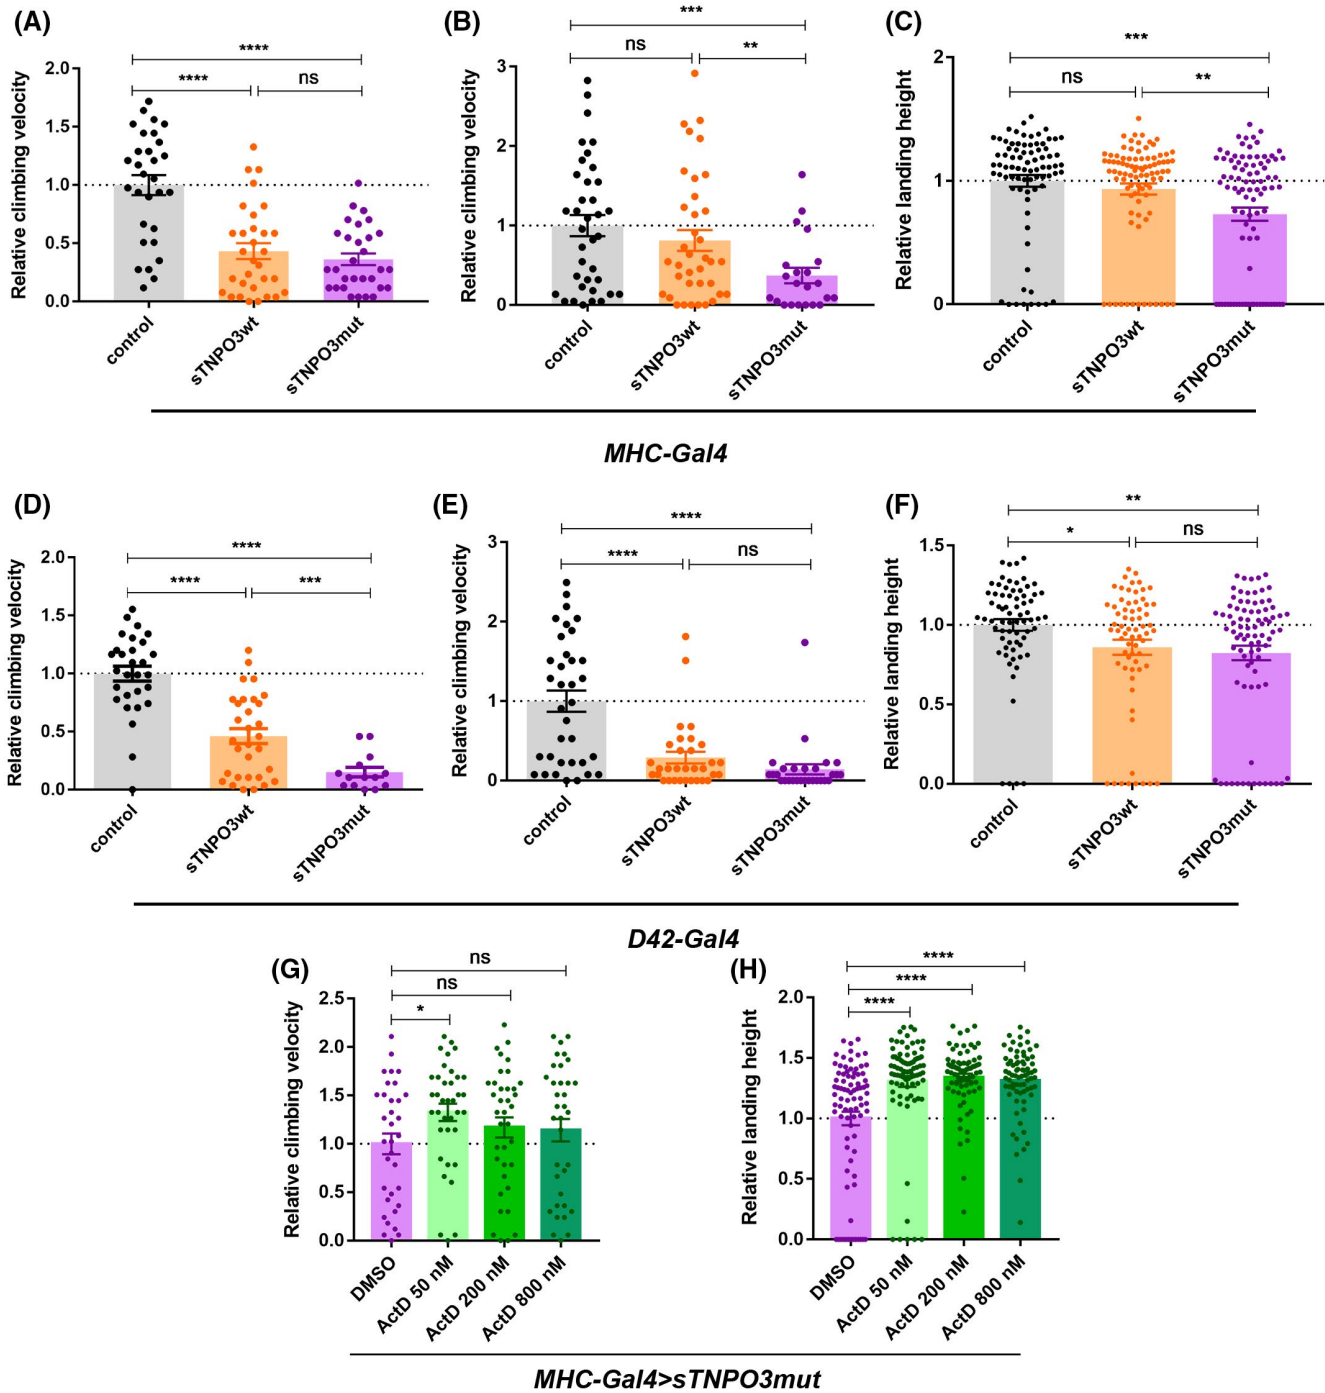 (A)
****
****
ns
Relative climbing velocity
2.0
1.5
1.0
0.5
0.0
control
sTNPO3wt
sTNPO3mut
(B)
***
ns
**
Relative climbing velocity
3
2
1
0
control
sTNPO3wt
sTNPO3mut
(C)
***
ns
**
Relative landing height
2
1
0
control
sTNPO3wt
sTNPO3mut
MHC-Gal4
(D)
****
****
***
Relative climbing velocity
2.0
1.5
1.0
0.5
0.0
control
sTNPO3wt
sTNPO3mut
(E)
****
****
ns
Relative climbing velocity
3
2
1
0
control
sTNPO3wt
sTNPO3mut
(F)
**
*
ns
Relative landing height
1.5
1.0
0.5
0.0
control
sTNPO3wt
sTNPO3mut
D42-Gal4
(G)
ns
ns
*
Relative climbing velocity
2.5
2.0
1.5
1.0
0.5
0.0
DMSO
ActD 50 nM
ActD 200 nM
ActD 800 nM
(H)
****
****
****
Relative landing height
2.0
1.5
1.0
0.5
0.0
DMSO
ActD 50 nM
ActD 200 nM
ActD 800 nM
MHC-Gal4>sTNPO3mut